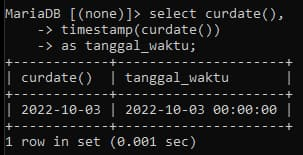 MariaDB [(none)]> select curdate(),
    -> timestamp(curdate())
    -> as tanggal_waktu;
+------------+---------------------+
| curdate()  | tanggal_waktu       |
+------------+---------------------+
| 2022-10-03 | 2022-10-03 00:00:00 |
+------------+---------------------+
1 row in set (0.001 sec)